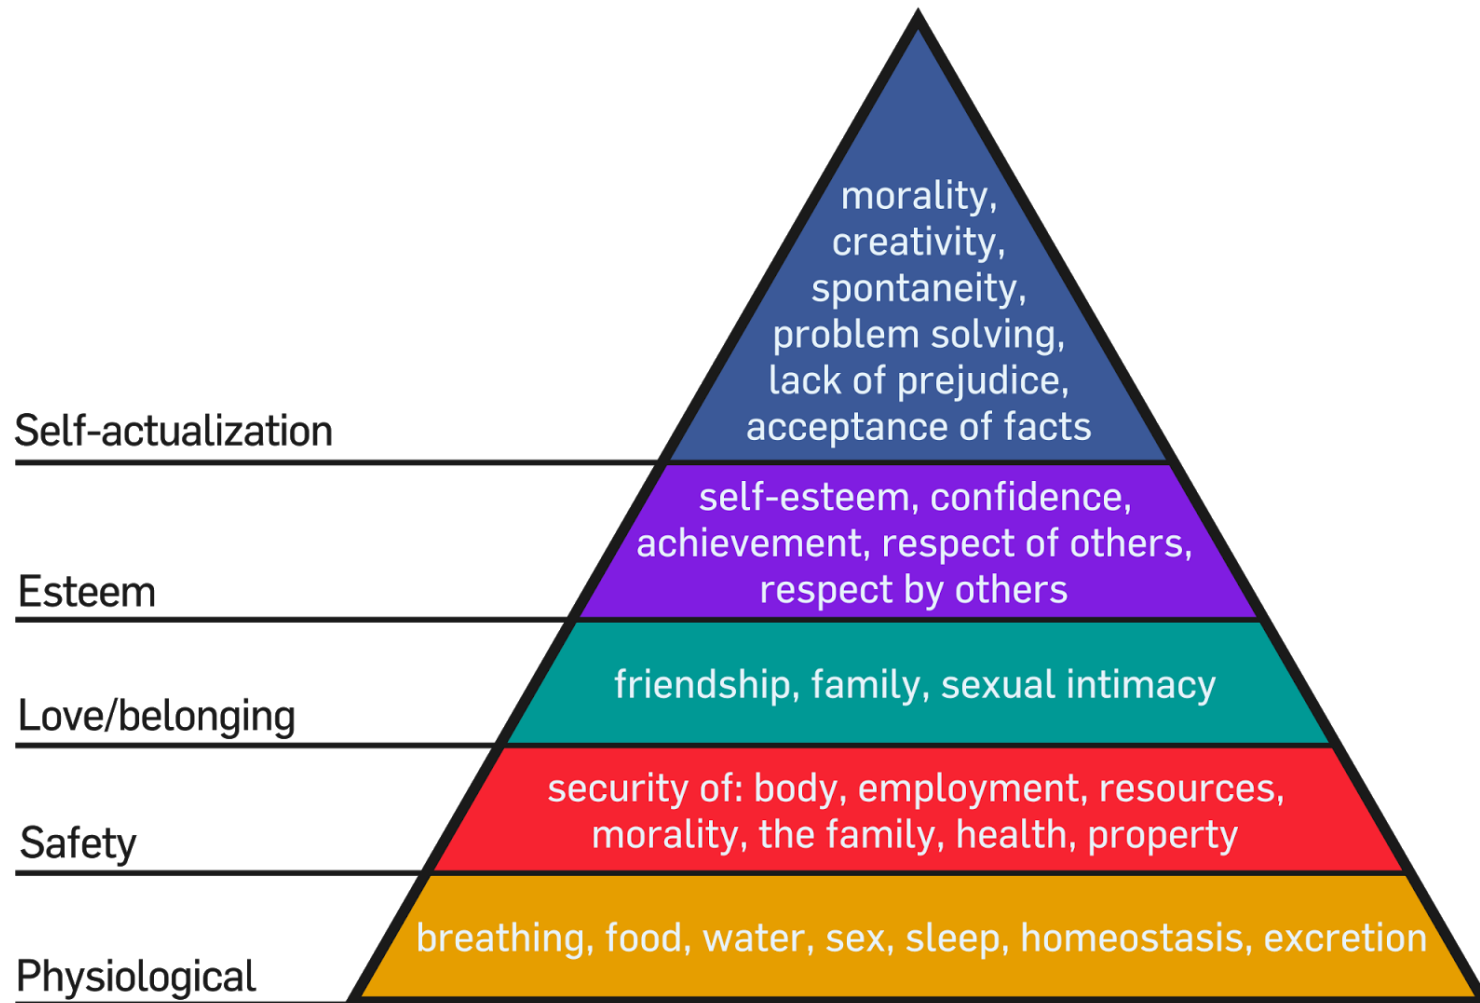 morality,
creativity,
spontaneity,
problem solving,
lack of prejudice,
acceptance of facts
Self-actualization
self-esteem, confidence,
achievement, respect of others,
respect by others
Esteem
friendship, family, sexual intimacy
Love/belonging
security of: body, employment, resources,
morality, the family, health, property
Safety
breathing, food, water, sex, sleep, homeostasis, excretion
Physiological